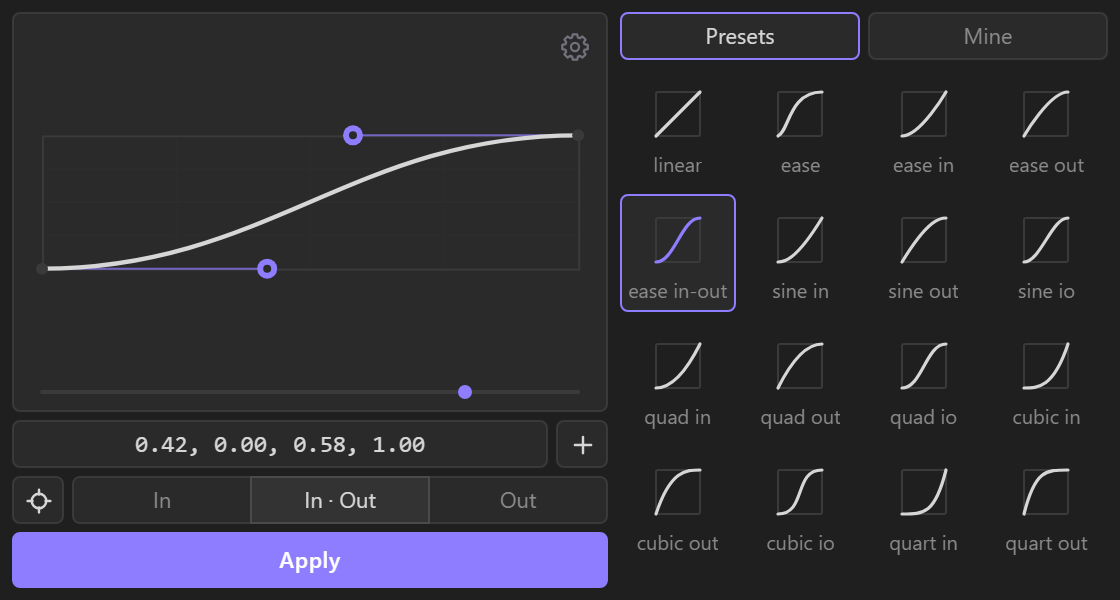 Presets
Mine
linear
ease
ease in
ease out
ease in-out
sine in
sine out
sine io
quad in
quad out
quad io
cubic in
cubic out
cubic io
quart in
quart out
0.42, 0.00, 0.58, 1.00
+
In
In · Out
Out
Apply